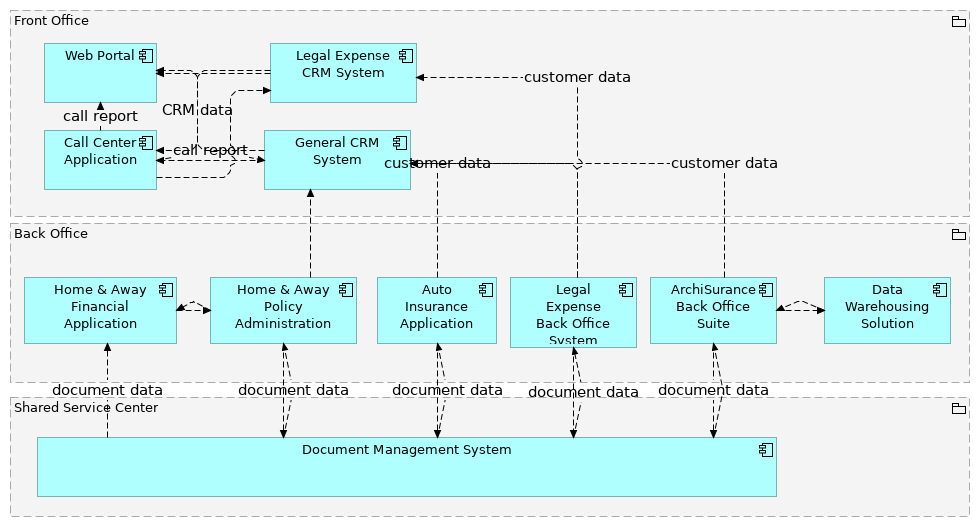 Front Office
Web Portal
Legal Expense
CRM System
customer data
CRM data
call report
Call Center
Application
call report
General CRM
System
customer data
customer data
Back Office
Home & Away
Financial
Application
Home & Away
Policy
Administration
Auto
Insurance
Application
Legal
Expense
Back Office
System
ArchiSurance
Back Office
Suite
Data
Warehousing
Solution
document data
document data
document data
document data
document data
Shared Service Center
Document Management System